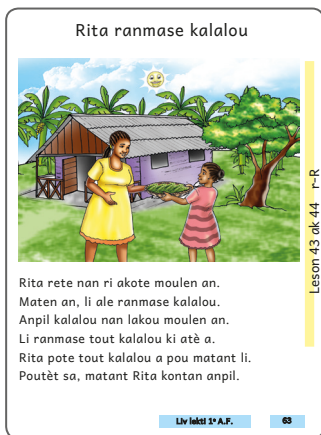 Rita ranmase kalalou
Rita rete nan ri akote moulen an.
Maten an, li ale ranmase kalalou.
Anpil kalalou nan lakou moulen an.
Li ranmase tout kalalou ki atè a.
Rita pote tout kalalou a pou matant li.
Poutèt sa, matant Rita kontan anpil.
Leson 43 ak 44 r-R
Liv lekti 1ᵉ A.F. 63